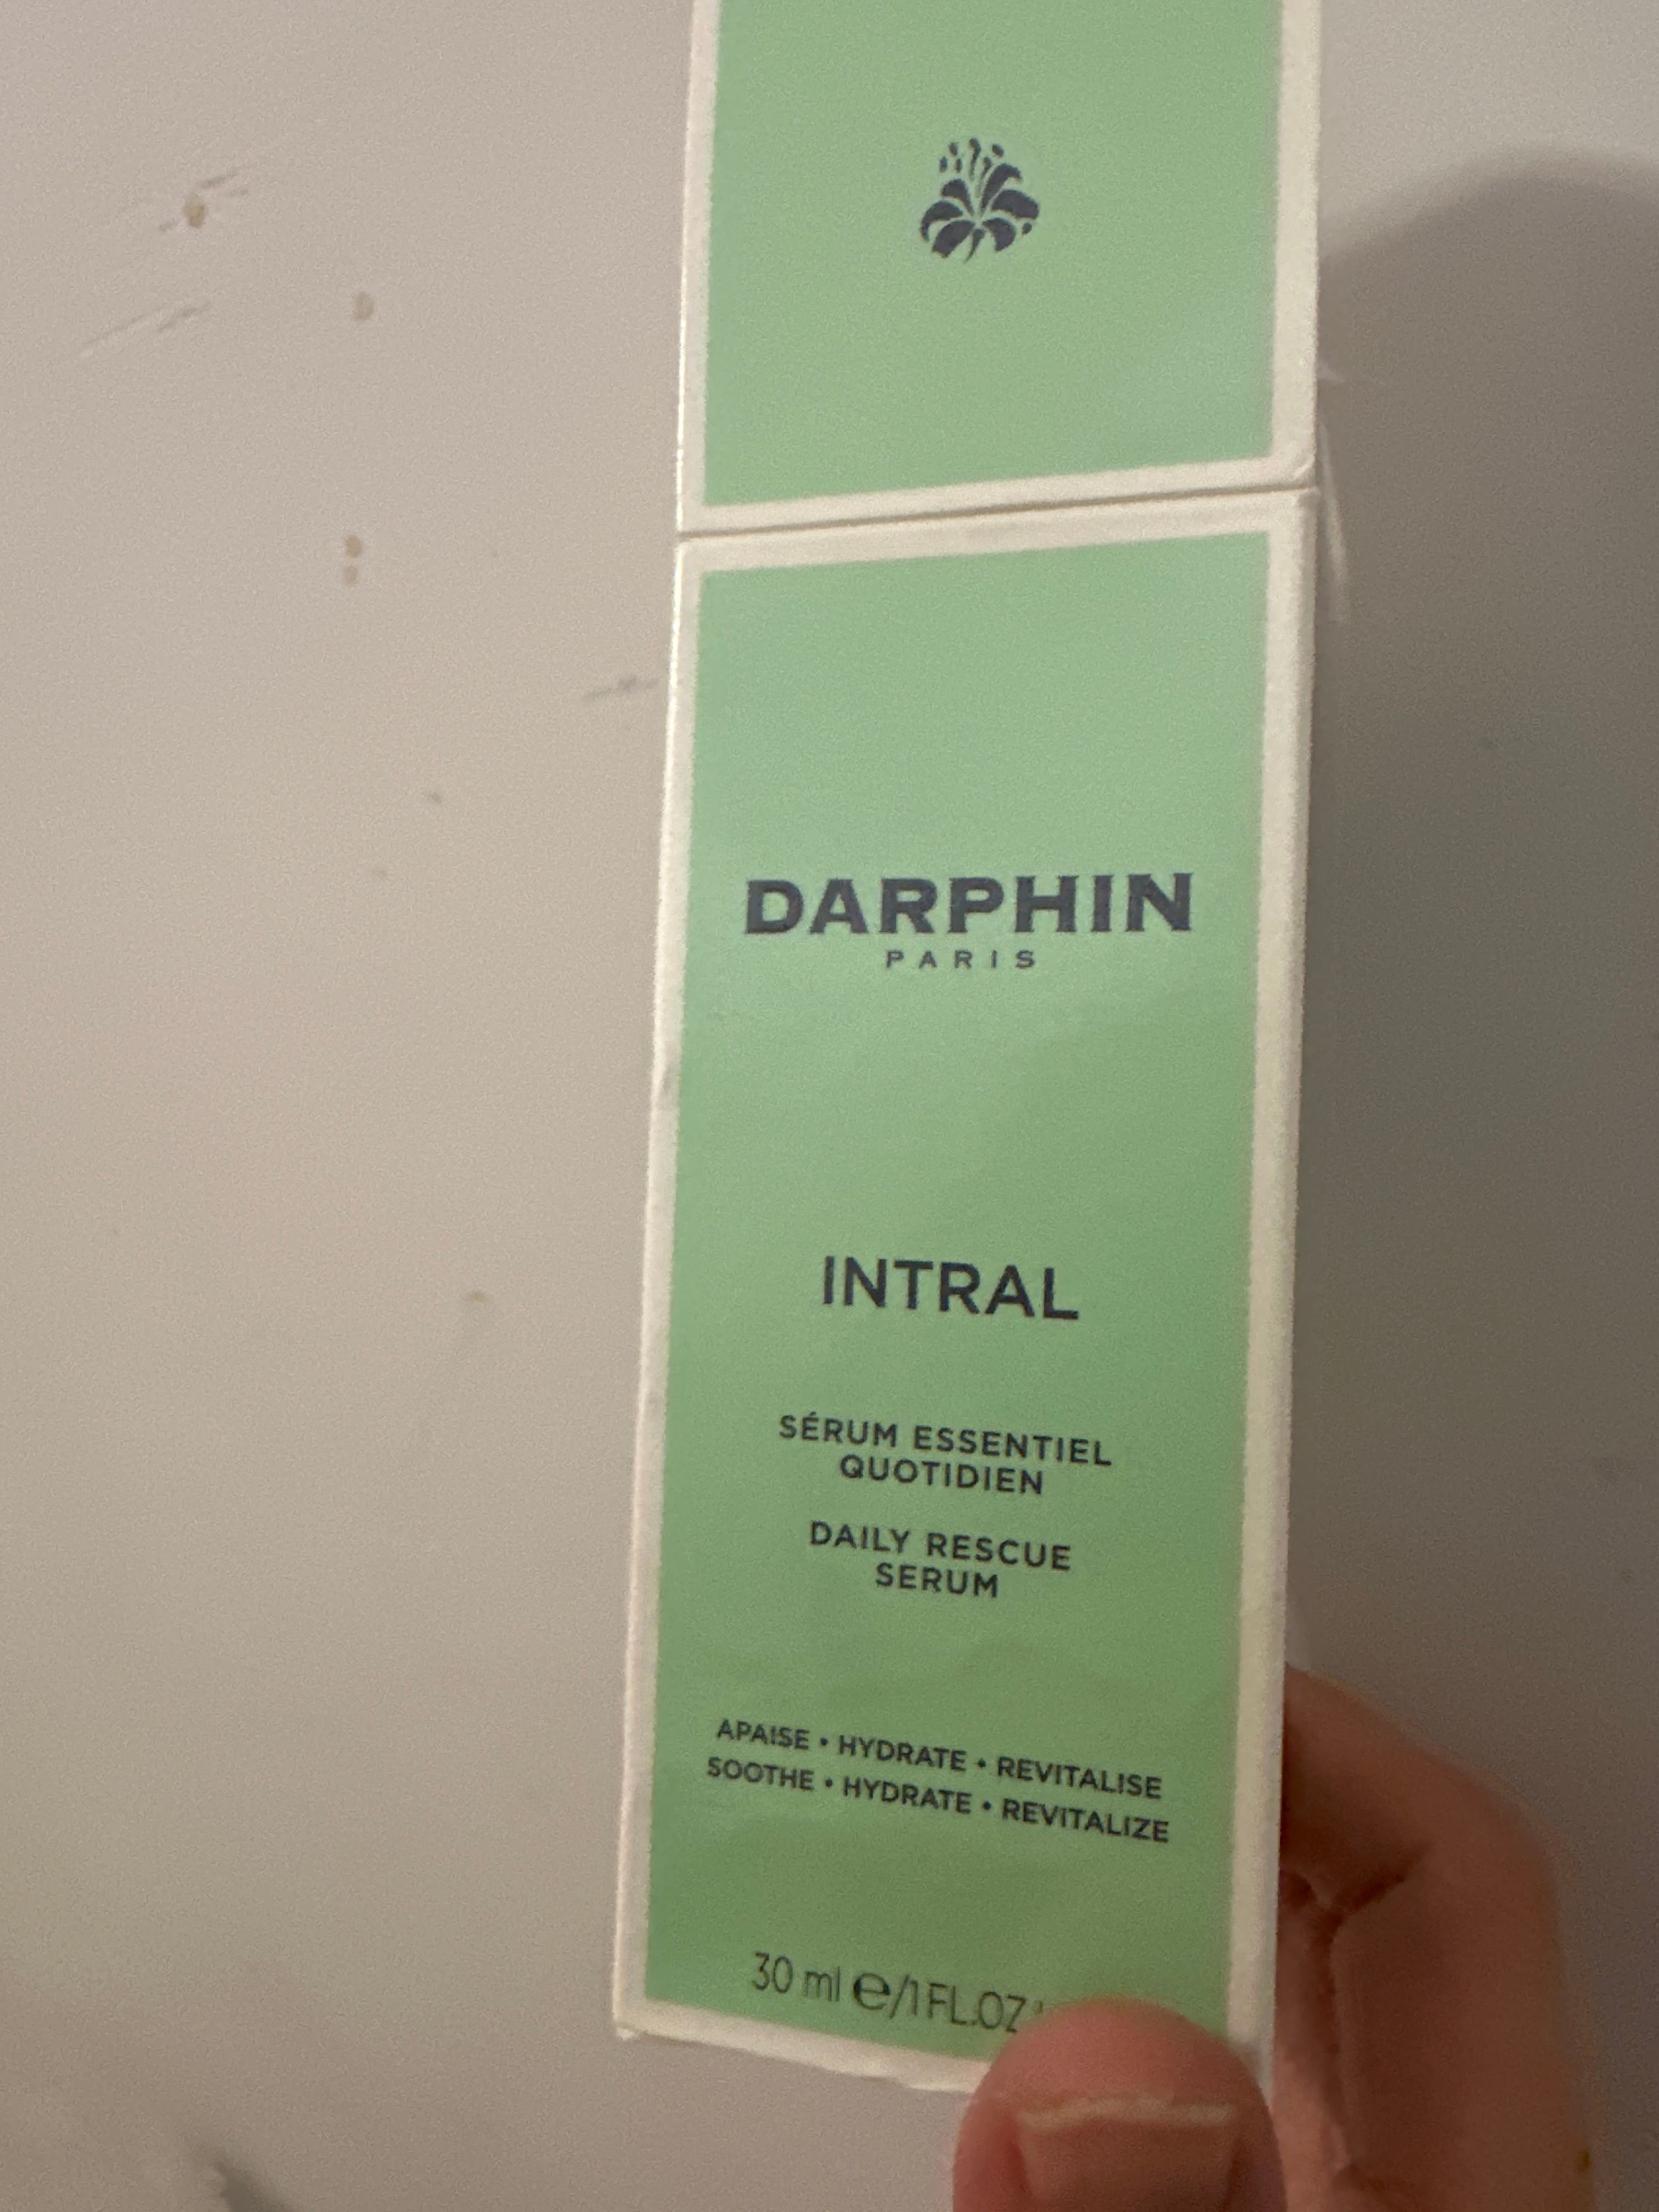 DARPHIN
PARIS
INTRAL
SÉRUM ESSENTIEL
QUOTIDIEN
DAILY RESCUE
SERUM
APAISE • HYDRATE • REVITALISE
SOOTHE • HYDRATE • REVITALIZE
30 ml e/1 FL.OZ